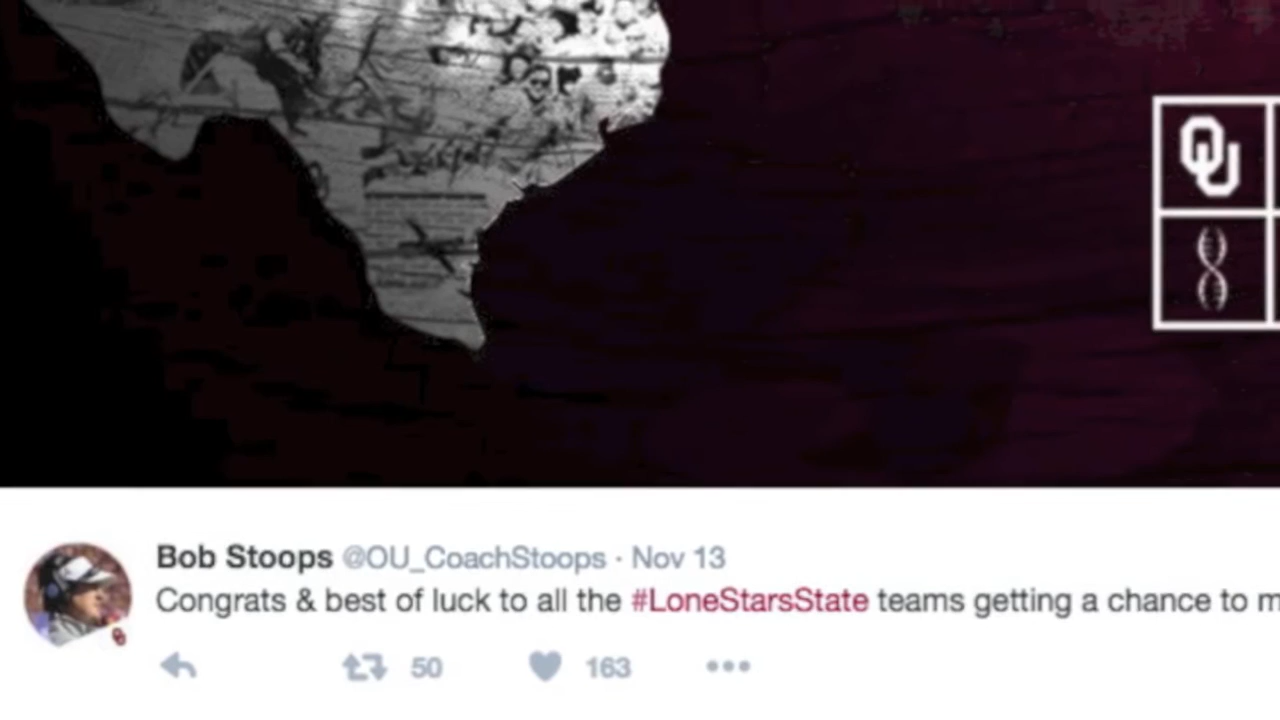 OU
Bob Stoops @OU_CoachStoops · Nov 13
Congrats & best of luck to all the #LoneStarsState teams getting a chance to m
50 163